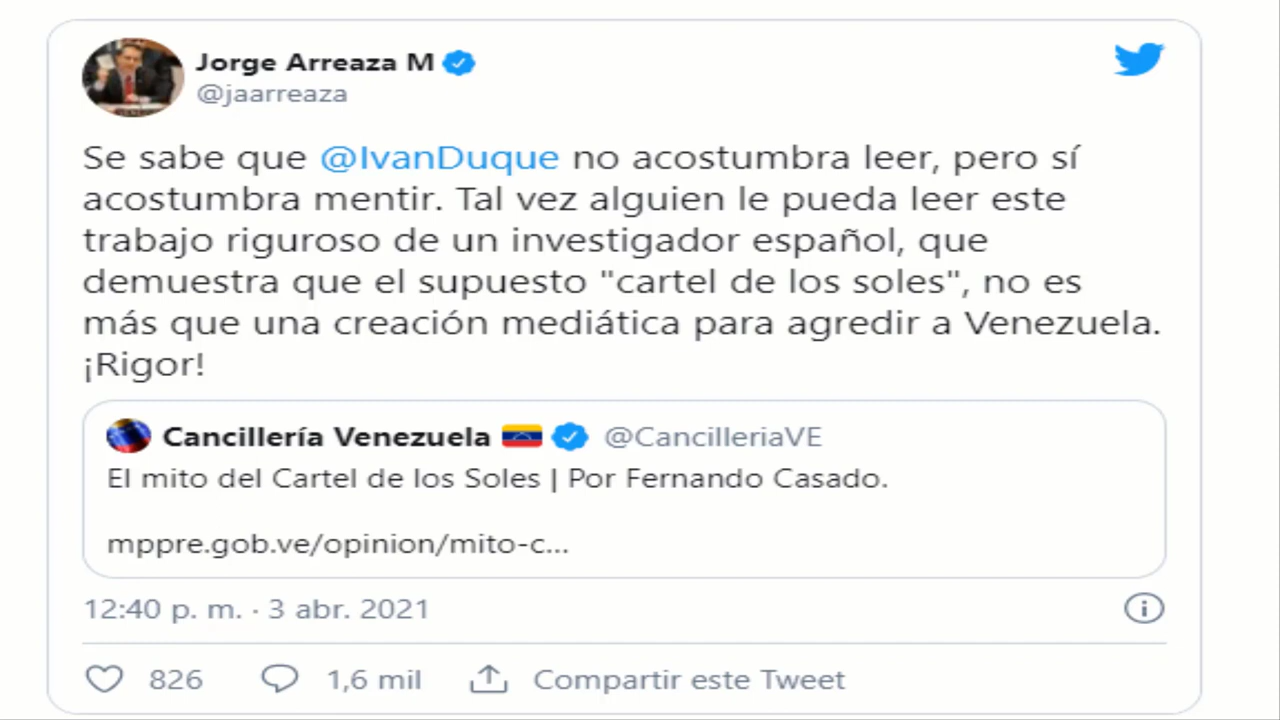 Jorge Arreaza M
@jaarreaza
Se sabe que @IvanDuque no acostumbra leer, pero sí
acostumbra mentir. Tal vez alguien le pueda leer este
trabajo riguroso de un investigador español, que
demuestra que el supuesto "cartel de los soles", no es
más que una creación mediática para agredir a Venezuela.
¡Rigor!
Cancillería Venezuela 🇻🇪 @CancilleriaVE
El mito del Cartel de los Soles | Por Fernando Casado.
mppre.gob.ve/opinion/mito-c...
12:40 p. m. · 3 abr. 2021
826 1,6 mil Compartir este Tweet